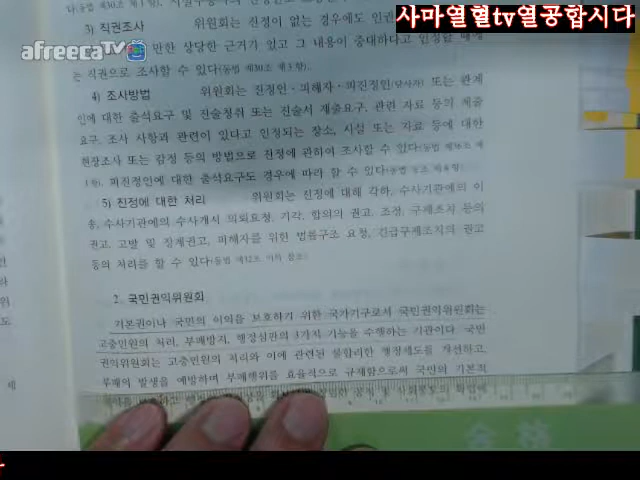 사마열혈tv열공합시다
afreecaTV
3) 직권조사 위원회는 진정이 없는 경우에도 인권
만한 상당한 근거가 있고 그 내용이 중대하다고 인정할 때에
는 직권으로 조사할 수 있다(동법 제30조 제3항).
4) 조사방법 위원회는 진정인·피해자·피진정인(당사자) 또는 관계
인에 대한 출석요구 및 진술청취 또는 진술서 제출요구, 관련 자료 등의 제출
요구, 조사 사항과 관련이 있다고 인정되는 장소, 시설 또는 자료 등에 대한
현장조사 또는 감정 등의 방법으로 진정에 관하여 조사할 수 있다(동법 제36조 제
1항). 피진정인에 대한 출석요구도 경우에 따라 할 수 있다
5) 진정에 대한 처리 위원회는 진정에 대해 각하, 수사기관에의 이
송, 수사기관에의 수사개시 의뢰요청, 기각, 합의의 권고, 조정, 구제조치 등의
권고, 고발 및 징계권고, 피해자를 위한 법률구조 요청, 긴급구제조치의 권고
등의 처리를 할 수 있다(동법 제32조 이하 참조).
2. 국민권익위원회
기본권이나 국민의 이익을 보호하기 위한 국가기구로서 국민권익위원회는
고충민원의 처리, 부패방지, 행정심판의 3가지 기능을 수행하는 기관이다. 국민
권익위원회는 고충민원의 처리와 이에 관련된 불합리한 행정제도를 개선하고,
부패의 발생을 예방하며 부패행위를 효율적으로 규제함으로써 국민의 기본적
合格